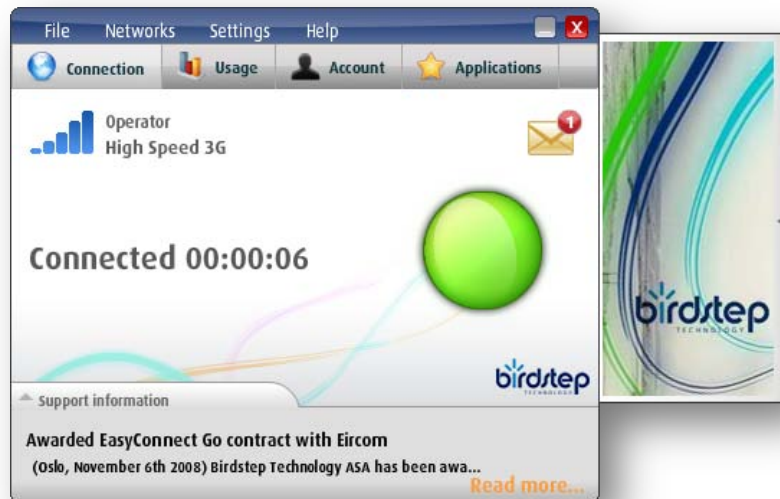 File Networks Settings Help X
Connection Usage Account Applications
Operator
High Speed 3G
1
Connected 00:00:06
birdstep
TECHNOLOGY
support information
Awarded EasyConnect Go contract with Eircom
(Oslo, November 6th 2008) Birdstep Technology ASA has been awa...
Read more...
birdstep
TECHNOLOGY